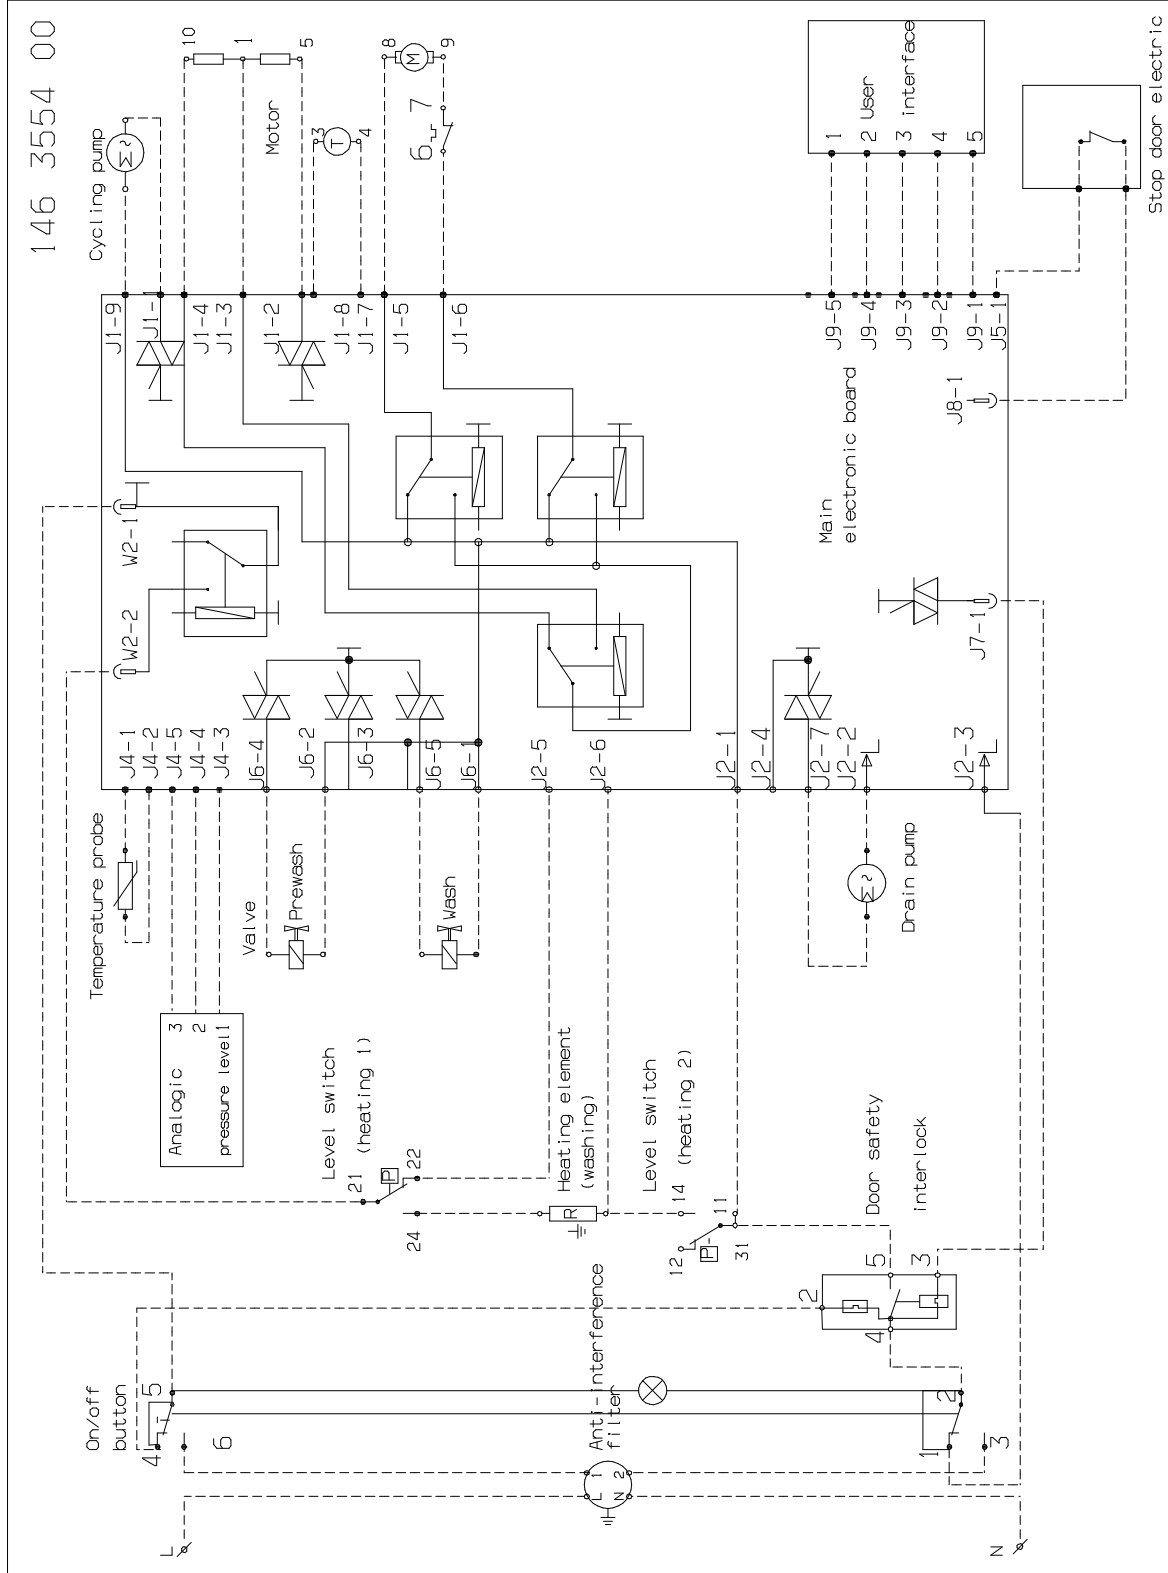 146 3554 00
Cycling pump
10
1
5
Motor
3
T
4
8
M
9
6
7
1
2 User
3 interface
4
5
Stop door electric
J1-9
J1-1
J1-4
J1-3
J1-2
J1-8
J1-7
J1-5
J1-6
J9-5
J9-4
J9-3
J9-2
J9-1
J5-1
J8-1
Main
electronic board
W2-1
W2-2
J7-1
J4-1
J4-2
J4-5
J4-4
J4-3
J6-4
J6-2
J6-3
J6-5
J6-1
J2-5
J2-6
J2-1
J2-4
J2-7
J2-2
J2-3
Temperature probe
Valve
Prewash
Wash
M~
Drain pump
Analogic
pressure level
3
2
1
Level switch
(heating 1)
21
P
22
24
Heating element
(washing)
R
Level switch
(heating 2)
14
11
12
P
31
Door safety
interlock
2
5
3
4
On/off
button
5
4
6
Anti-interference
filter
L 1
N 2
2
1
3
L
N